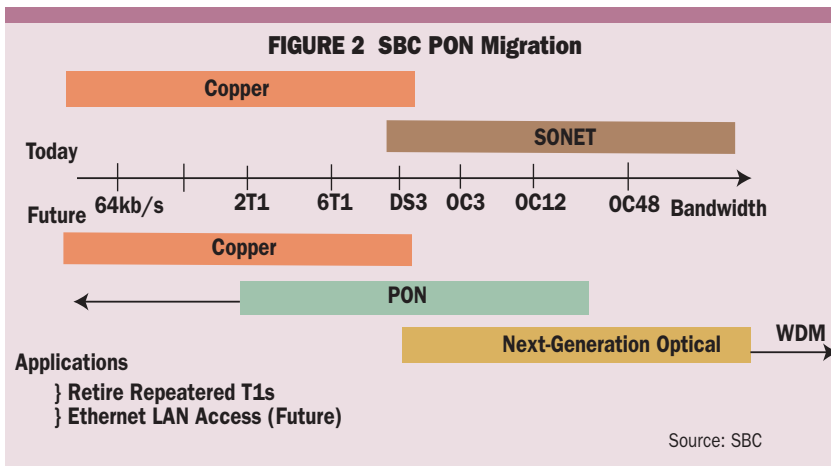 FIGURE 2 SBC PON Migration
Copper
SONET
Today
64kb/s 2T1 6T1 DS3 OC3 OC12 OC48 Bandwidth
Future
Copper
PON
Next-Generation Optical
WDM
Applications
} Retire Repeatered T1s
} Ethernet LAN Access (Future)
Source: SBC